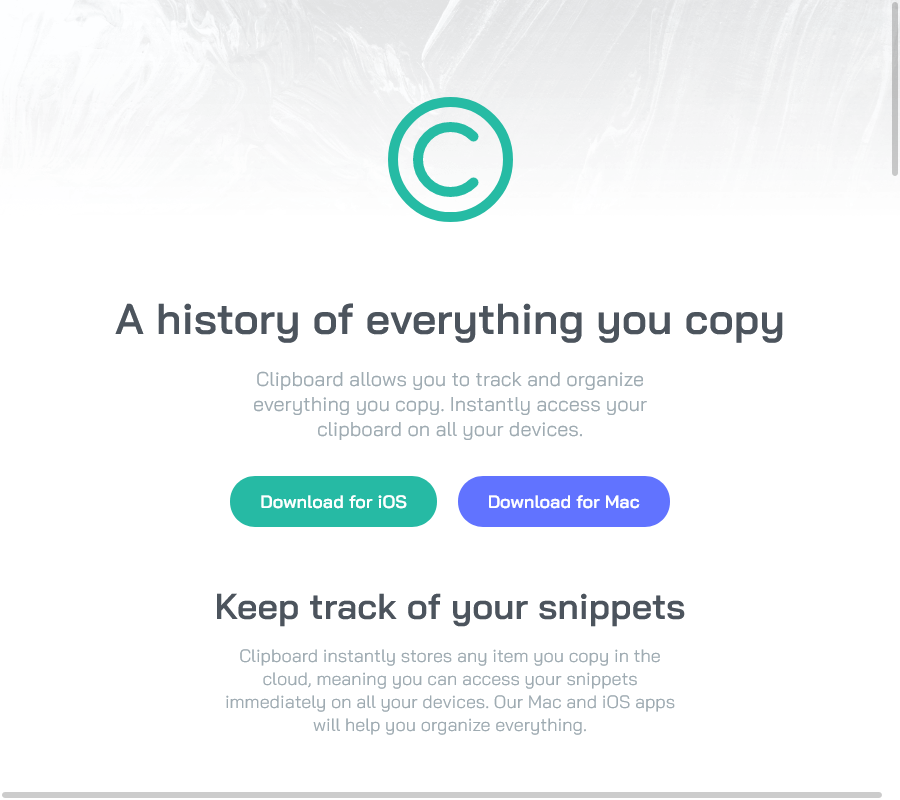 A history of everything you copy
Clipboard allows you to track and organize
everything you copy. Instantly access your
clipboard on all your devices.
Download for iOS
Download for Mac
Keep track of your snippets
Clipboard instantly stores any item you copy in the
cloud, meaning you can access your snippets
immediately on all your devices. Our Mac and iOS apps
will help you organize everything.